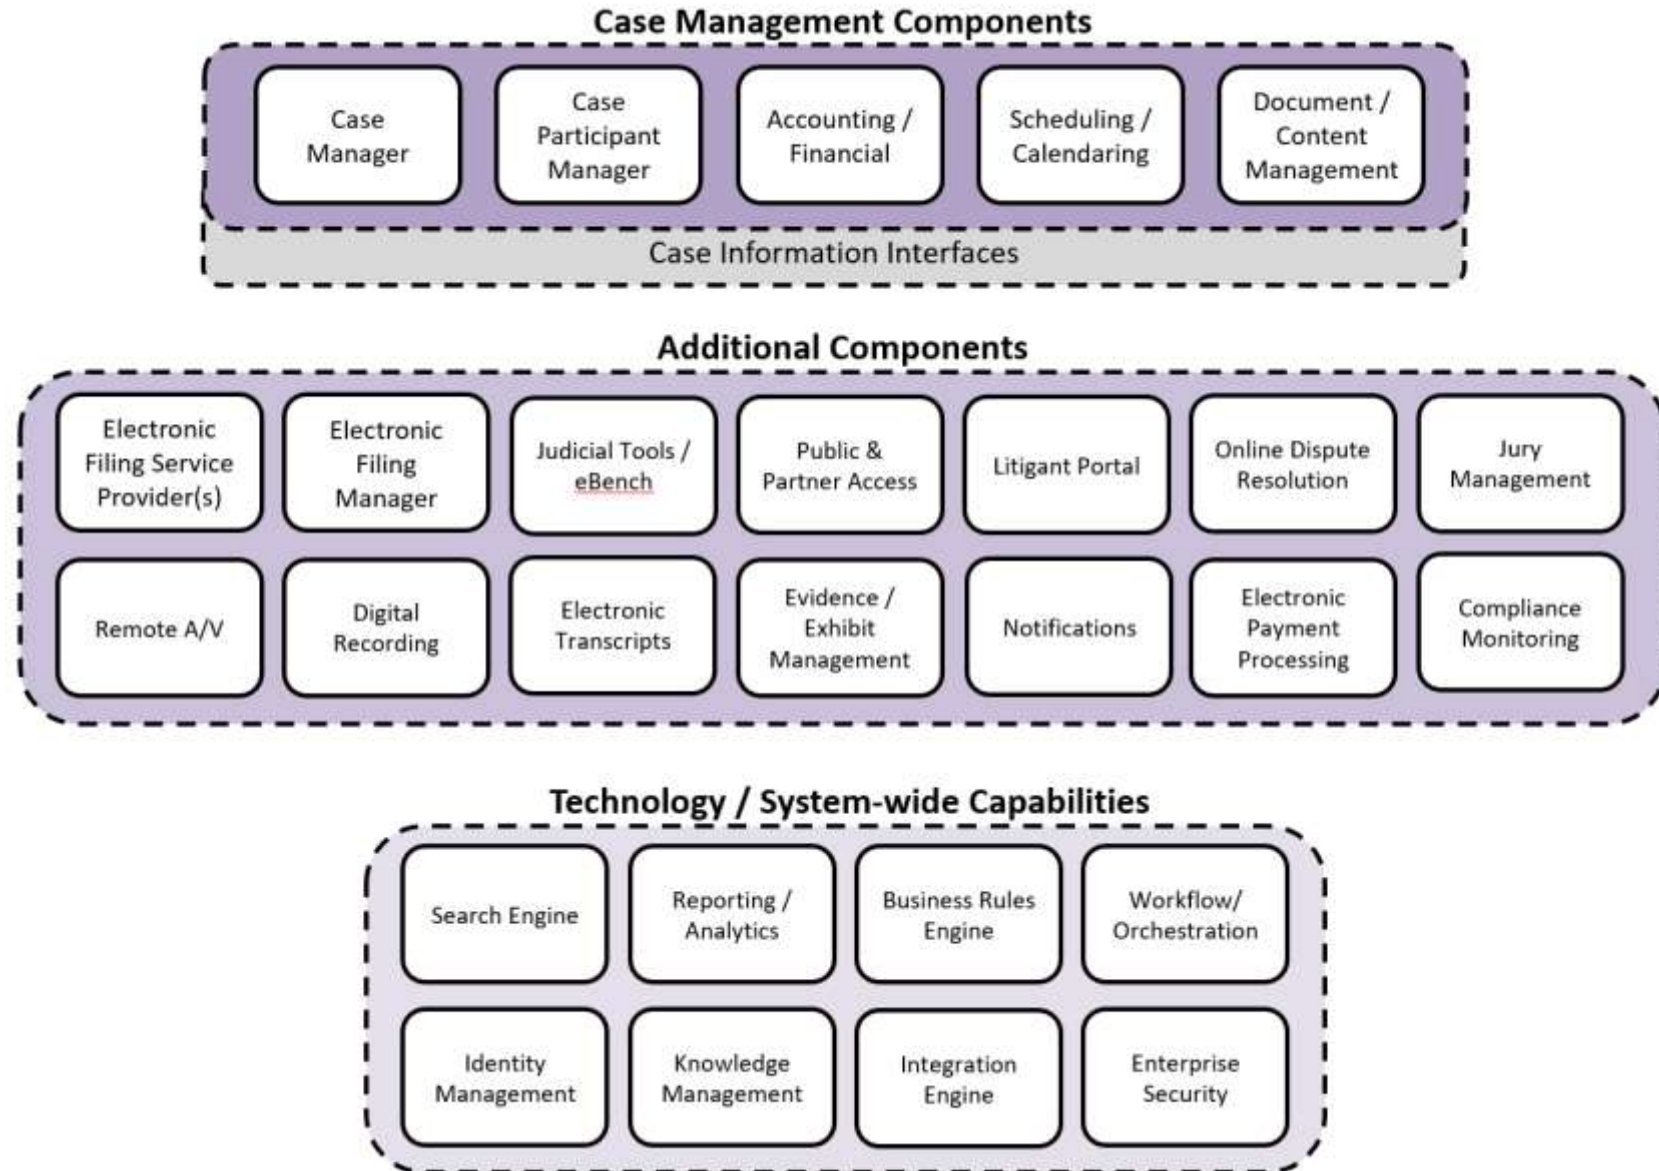 Case Management Components
Case
Manager
Case
Participant
Manager
Accounting /
Financial
Scheduling /
Calendaring
Document /
Content
Management
Case Information Interfaces
Additional Components
Electronic
Filing Service
Provider(s)
Electronic
Filing
Manager
Judicial Tools /
eBench
Public &
Partner Access
Litigant Portal
Online Dispute
Resolution
Jury
Management
Remote A/V
Digital
Recording
Electronic
Transcripts
Evidence /
Exhibit
Management
Notifications
Electronic
Payment
Processing
Compliance
Monitoring
Technology / System-wide Capabilities
Search Engine
Reporting /
Analytics
Business Rules
Engine
Workflow/
Orchestration
Identity
Management
Knowledge
Management
Integration
Engine
Enterprise
Security